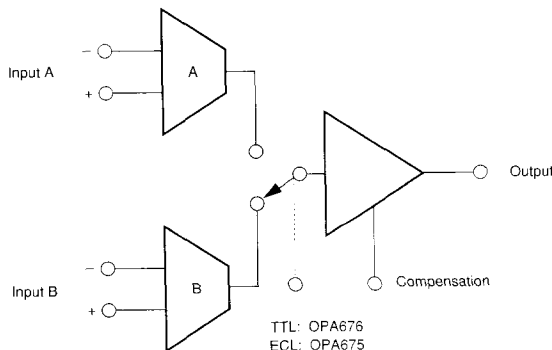 −
Input A
A
+
Output
−
Input B
B
Compensation
+
TTL: OPA676
ECL: OPA675